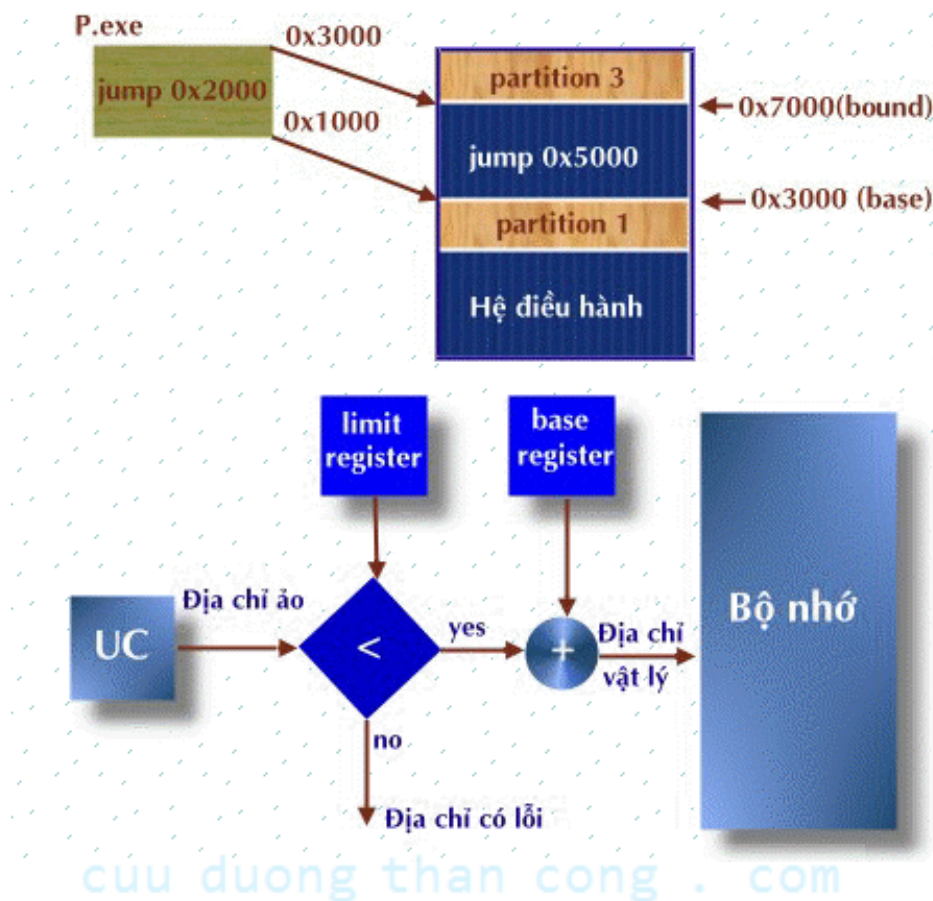 P.exe
0x3000
jump 0x2000
0x1000
partition 3
0x7000(bound)
jump 0x5000
0x3000 (base)
partition 1
Hệ điều hành
limit
register
base
register
Địa chỉ ảo
UC
<
yes
+
Địa chỉ
vật lý
Bộ nhớ
no
Địa chỉ có lỗi
cuu duong than cong . com